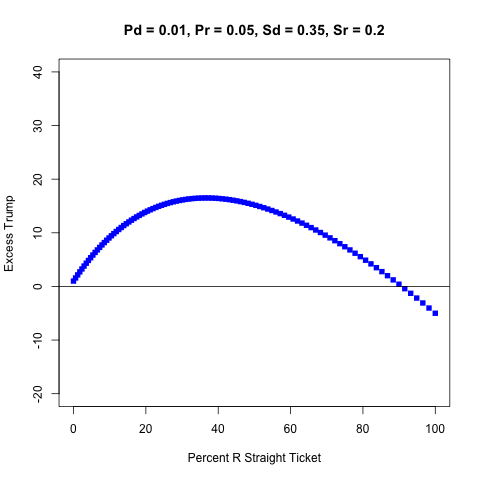 Pd = 0.01, Pr = 0.05, Sd = 0.35, Sr = 0.2
Excess Trump
40
30
20
10
0
-10
-20
0 20 40 60 80 100
Percent R Straight Ticket